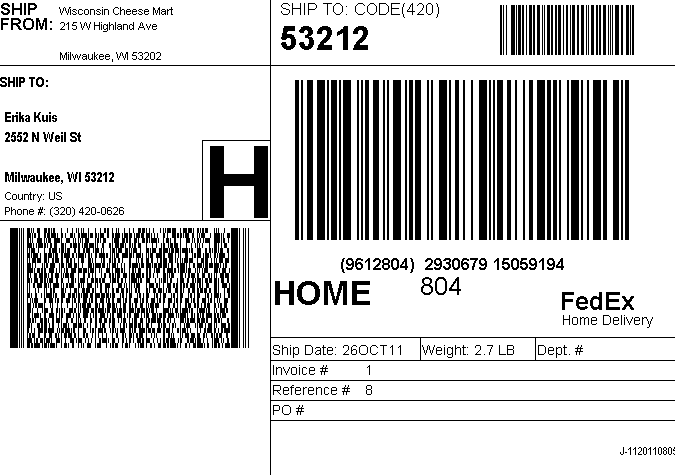 SHIP FROM:
Wisconsin Cheese Mart
215 W Highland Ave
Milwaukee, WI 53202
SHIP TO: CODE(420)
53212
SHIP TO:
Erika Kuis
2552 N Weil St
Milwaukee, WI 53212
Country: US
Phone #: (320) 420-0626
H
(9612804) 2930679 15059194
HOME 804
FedEx
Home Delivery
Ship Date: 26OCT11 Weight: 2.7 LB Dept. #
Invoice # 1
Reference # 8
PO #
J-1120110805